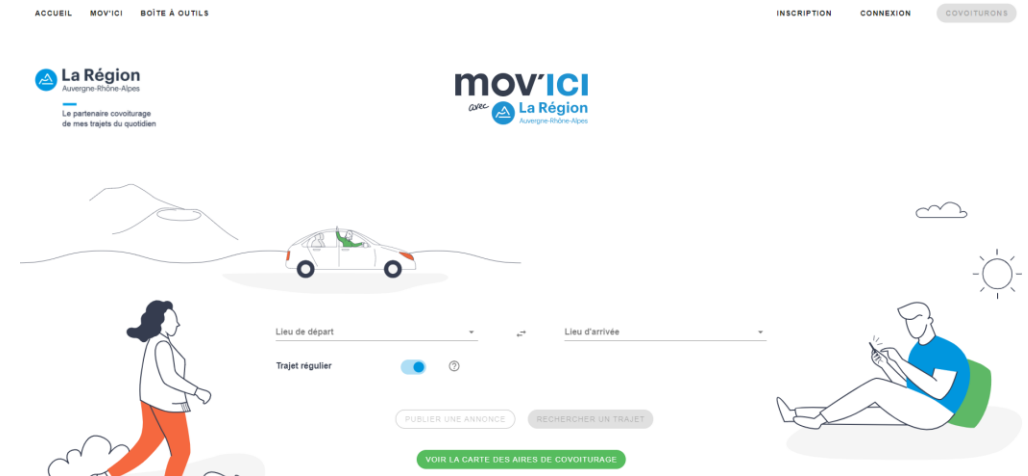 ACCUEIL MOV'ICI BOÎTE À OUTILS INSCRIPTION CONNEXION COVOITURONS
La Région
Auvergne-Rhône-Alpes
Le partenaire covoiturage
de mes trajets du quotidien
mov'ICI
avec La Région
Auvergne-Rhône-Alpes
Lieu de départ Lieu d'arrivée
Trajet régulier ?
PUBLIER UNE ANNONCE RECHERCHER UN TRAJET
VOIR LA CARTE DES AIRES DE COVOITURAGE